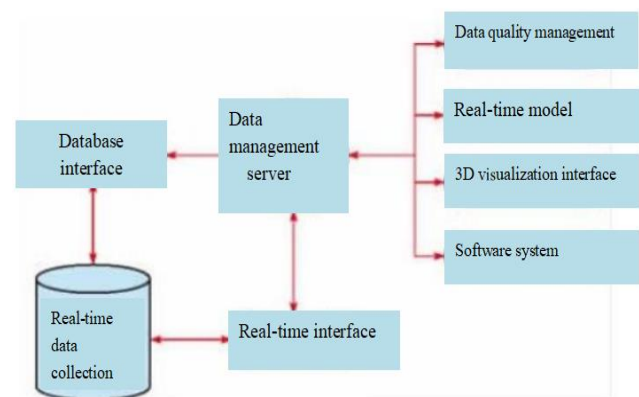 Data quality management
Real-time model
3D visualization interface
Software system
Data
management
server
Database
interface
Real-time interface
Real-time
data
collection